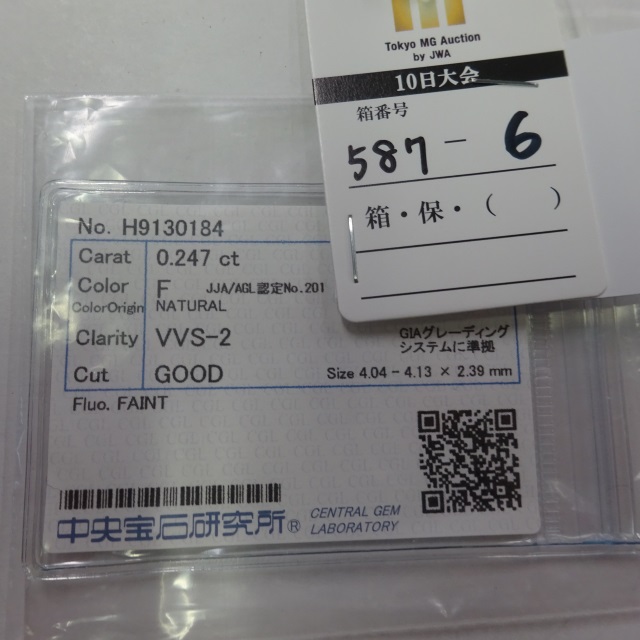 Tokyo MG Auction
by JWA
10日大会
箱番号
587-6
箱・保・( )
No. H9130184
Carat 0.247 ct
Color F JJA/AGL認定No.201
ColorOrigin NATURAL
Clarity VVS-2 GIAグレーディング
システムに準拠
Cut GOOD Size 4.04 - 4.13 × 2.39 mm
Fluo. FAINT
中央宝石研究所® CENTRAL GEM
LABORATORY